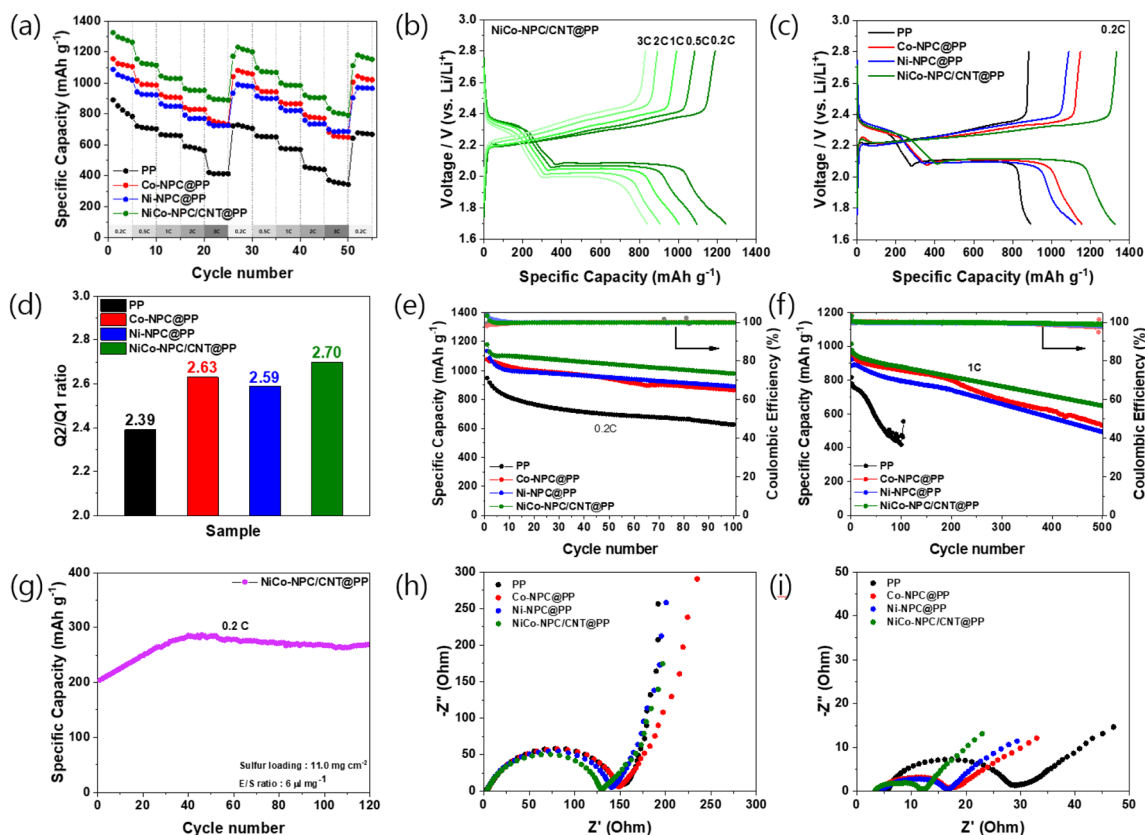 (a)
1400
1200
1000
800
600
400
200
0
Specific Capacity (mAh g⁻¹)
PP
Co-NPC@PP
Ni-NPC@PP
NiCo-NPC/CNT@PP
0.2C 0.5C 1C 2C 3C 0.2C 0.5C 1C 2C 3C 0.2C
0 10 20 30 40 50
Cycle number
(b)
NiCo-NPC/CNT@PP
3C 2C 1C 0.5C 0.2C
3.2
2.8
2.4
2.0
1.6
Voltage / V (vs. Li/Li⁺)
0 200 400 600 800 1000 1200 1400
Specific Capacity (mAh g⁻¹)
(c)
0.2C
PP
Co-NPC@PP
Ni-NPC@PP
NiCo-NPC/CNT@PP
3.2
2.8
2.4
2.0
1.6
Voltage / V (vs. Li/Li⁺)
0 200 400 600 800 1000 1200 1400
Specific Capacity (mAh g⁻¹)
(d)
PP
Co-NPC@PP
Ni-NPC@PP
NiCo-NPC/CNT@PP
3.0
2.8
2.6
2.4
2.2
2.0
Q2/Q1 ratio
2.39
2.63
2.59
2.70
Sample
(e)
1400
1200
1000
800
600
400
200
0
Specific Capacity (mAh g⁻¹)
0.2C
PP
Co-NPC@PP
Ni-NPC@PP
NiCo-NPC/CNT@PP
100
80
60
40
20
0
Coulombic Efficiency (%)
0 10 20 30 40 50 60 70 80 90 100
Cycle number
(f)
1200
1000
800
600
400
200
0
Specific Capacity (mAh g⁻¹)
1C
PP
Co-NPC@PP
Ni-NPC@PP
NiCo-NPC/CNT@PP
100
80
60
40
20
0
Coulombic Efficiency (%)
0 100 200 300 400 500
Cycle number
(g)
400
300
200
100
0
Specific Capacity (mAh g⁻¹)
NiCo-NPC/CNT@PP
0.2 C
Sulfur loading : 11.0 mg cm⁻²
E/S ratio : 6 μl mg⁻¹
0 20 40 60 80 100 120
Cycle number
(h)
PP
Co-NPC@PP
Ni-NPC@PP
NiCo-NPC/CNT@PP
300
250
200
150
100
50
0
-Z'' (Ohm)
0 50 100 150 200 250 300
Z' (Ohm)
(i)
PP
Co-NPC@PP
Ni-NPC@PP
NiCo-NPC/CNT@PP
50
40
30
20
10
0
-Z'' (Ohm)
0 10 20 30 40 50
Z' (Ohm)